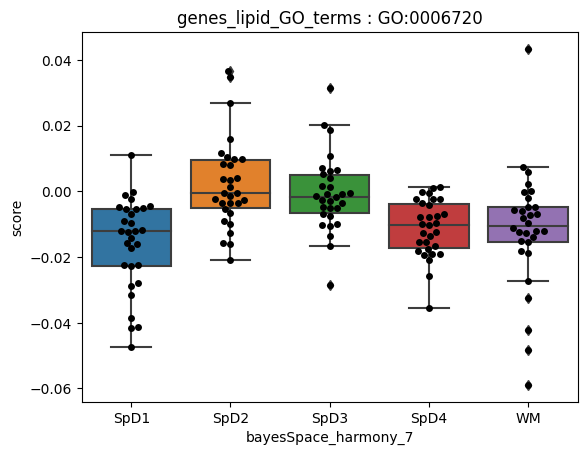 genes_lipid_GO_terms : GO:0006720
0.04
0.02
0.00
−0.02
−0.04
−0.06
score
SpD1 SpD2 SpD3 SpD4 WM
bayesSpace_harmony_7